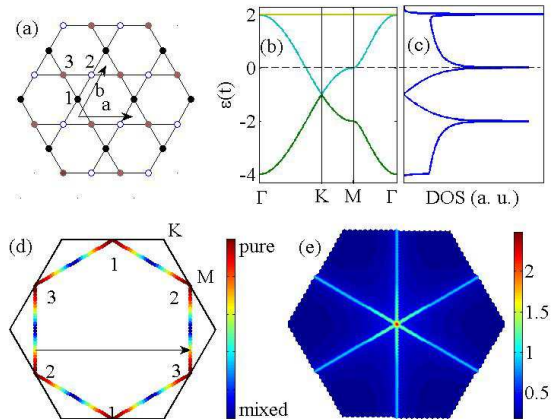 (a)
3 2
1 b
a
ε(t)
2
0
-2
-4
(b)
Γ K M Γ
(c)
DOS (a. u.)
(d)
K
M
1
3 2
2 3
1
pure
mixed
(e)
2
1.5
1
0.5